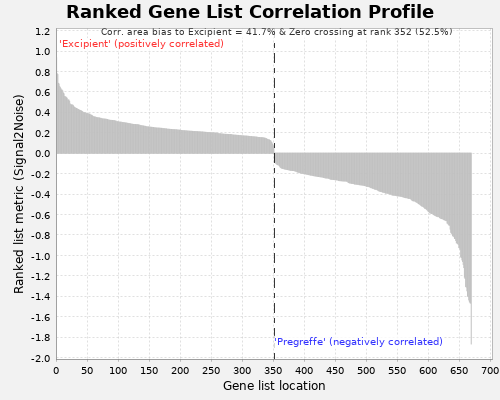 Ranked Gene List Correlation Profile
Corr. area bias to Excipient = 41.7% & Zero crossing at rank 352 (52.5%)
'Excipient' (positively correlated)
1.2
1.0
0.8
0.6
0.4
0.2
0.0
-0.2
-0.4
-0.6
-0.8
-1.0
-1.2
-1.4
-1.6
-1.8
-2.0
Ranked list metric (Signal2Noise)
'Pregreffe' (negatively correlated)
0 50 100 150 200 250 300 350 400 450 500 550 600 650 700
Gene list location